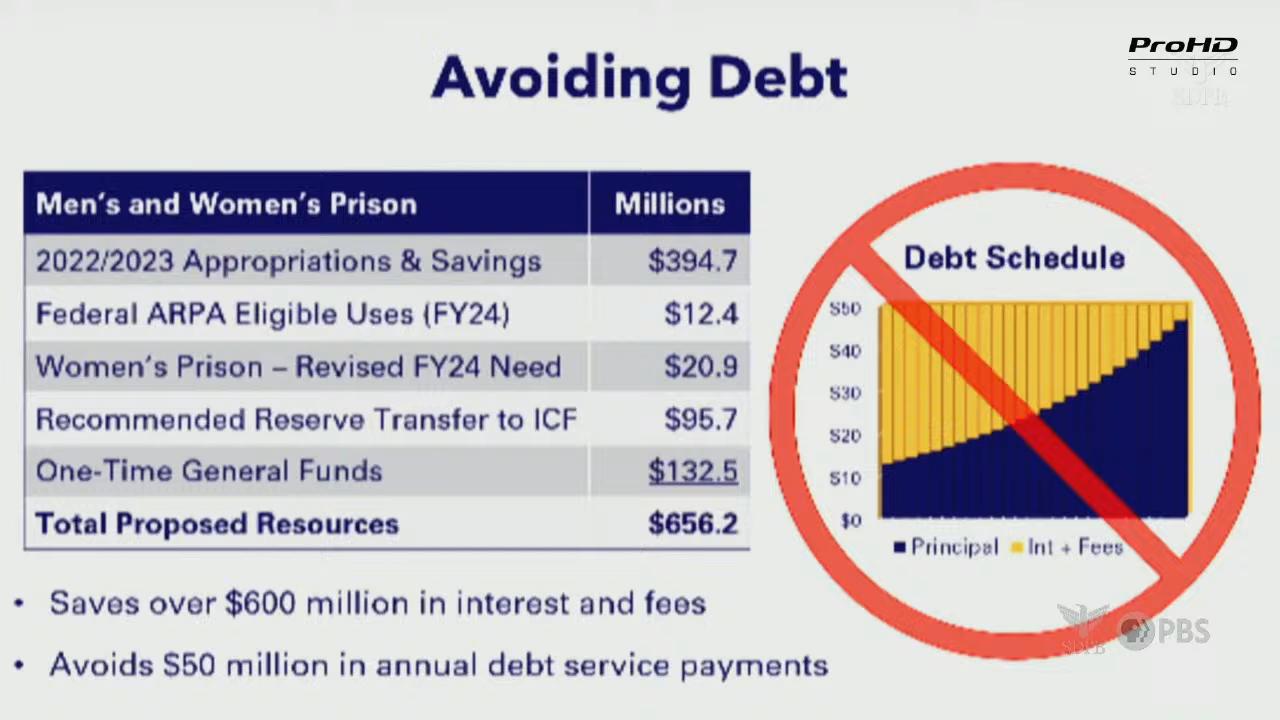 ProHD
STUDIO
SDPB
Avoiding Debt
Men's and Women's Prison Millions
2022/2023 Appropriations & Savings $394.7
Federal ARPA Eligible Uses (FY24) $12.4
Women's Prison – Revised FY24 Need $20.9
Recommended Reserve Transfer to ICF $95.7
One-Time General Funds $132.5
Total Proposed Resources $656.2
• Saves over $600 million in interest and fees
• Avoids $50 million in annual debt service payments
Debt Schedule
$50
$40
$30
$20
$10
$0
Principal Int + Fees
SDPB PBS